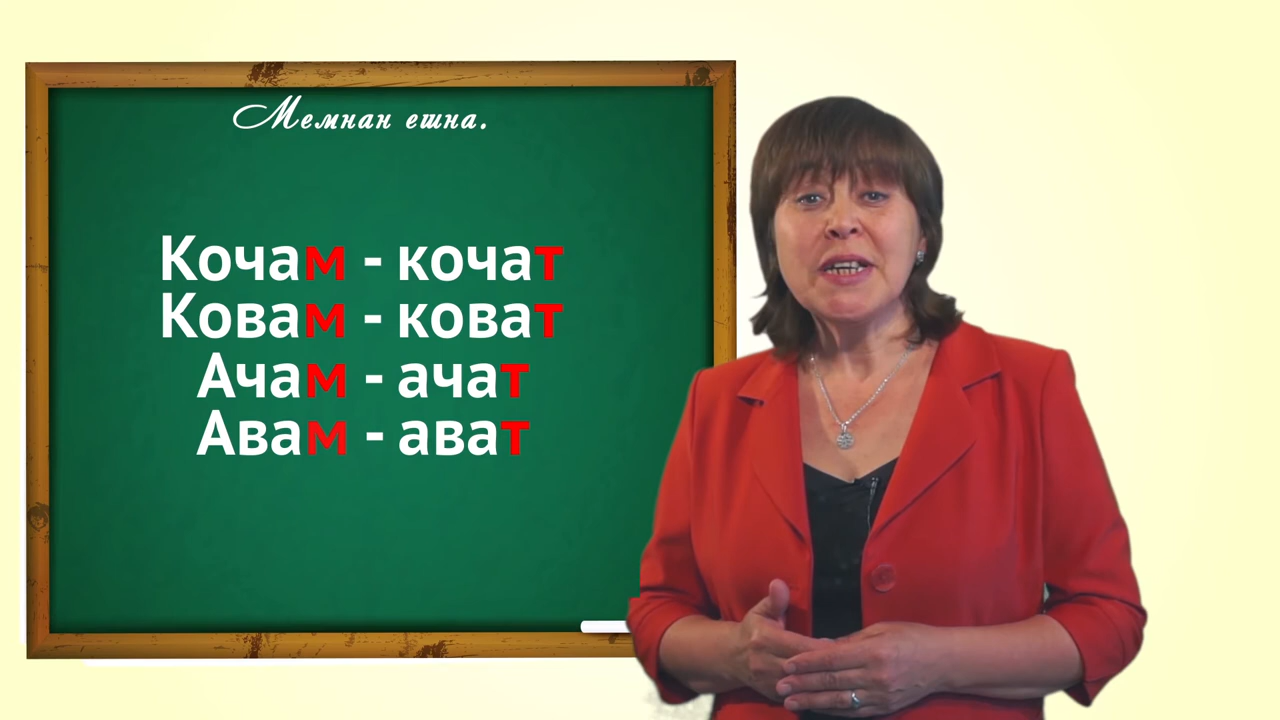 Мемнан ешна.
Кочам - кочат
Ковам - коват
Ачам - ачат
Авам - ават